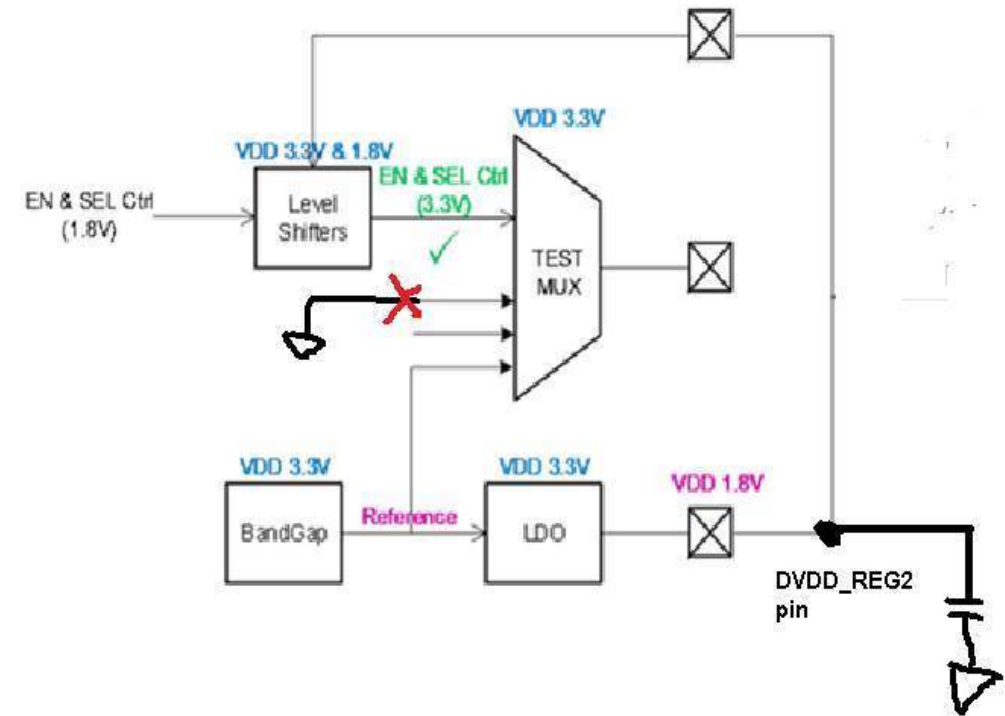 VDD 3.3V
VDD 3.3V & 1.8V
EN & SEL Ctrl
(1.8V)
Level
Shifters
EN & SEL Ctrl
(3.3V)
TEST
MUX
VDD 3.3V
BandGap
Reference
VDD 3.3V
LDO
VDD 1.8V
DVDD_REG2
pin